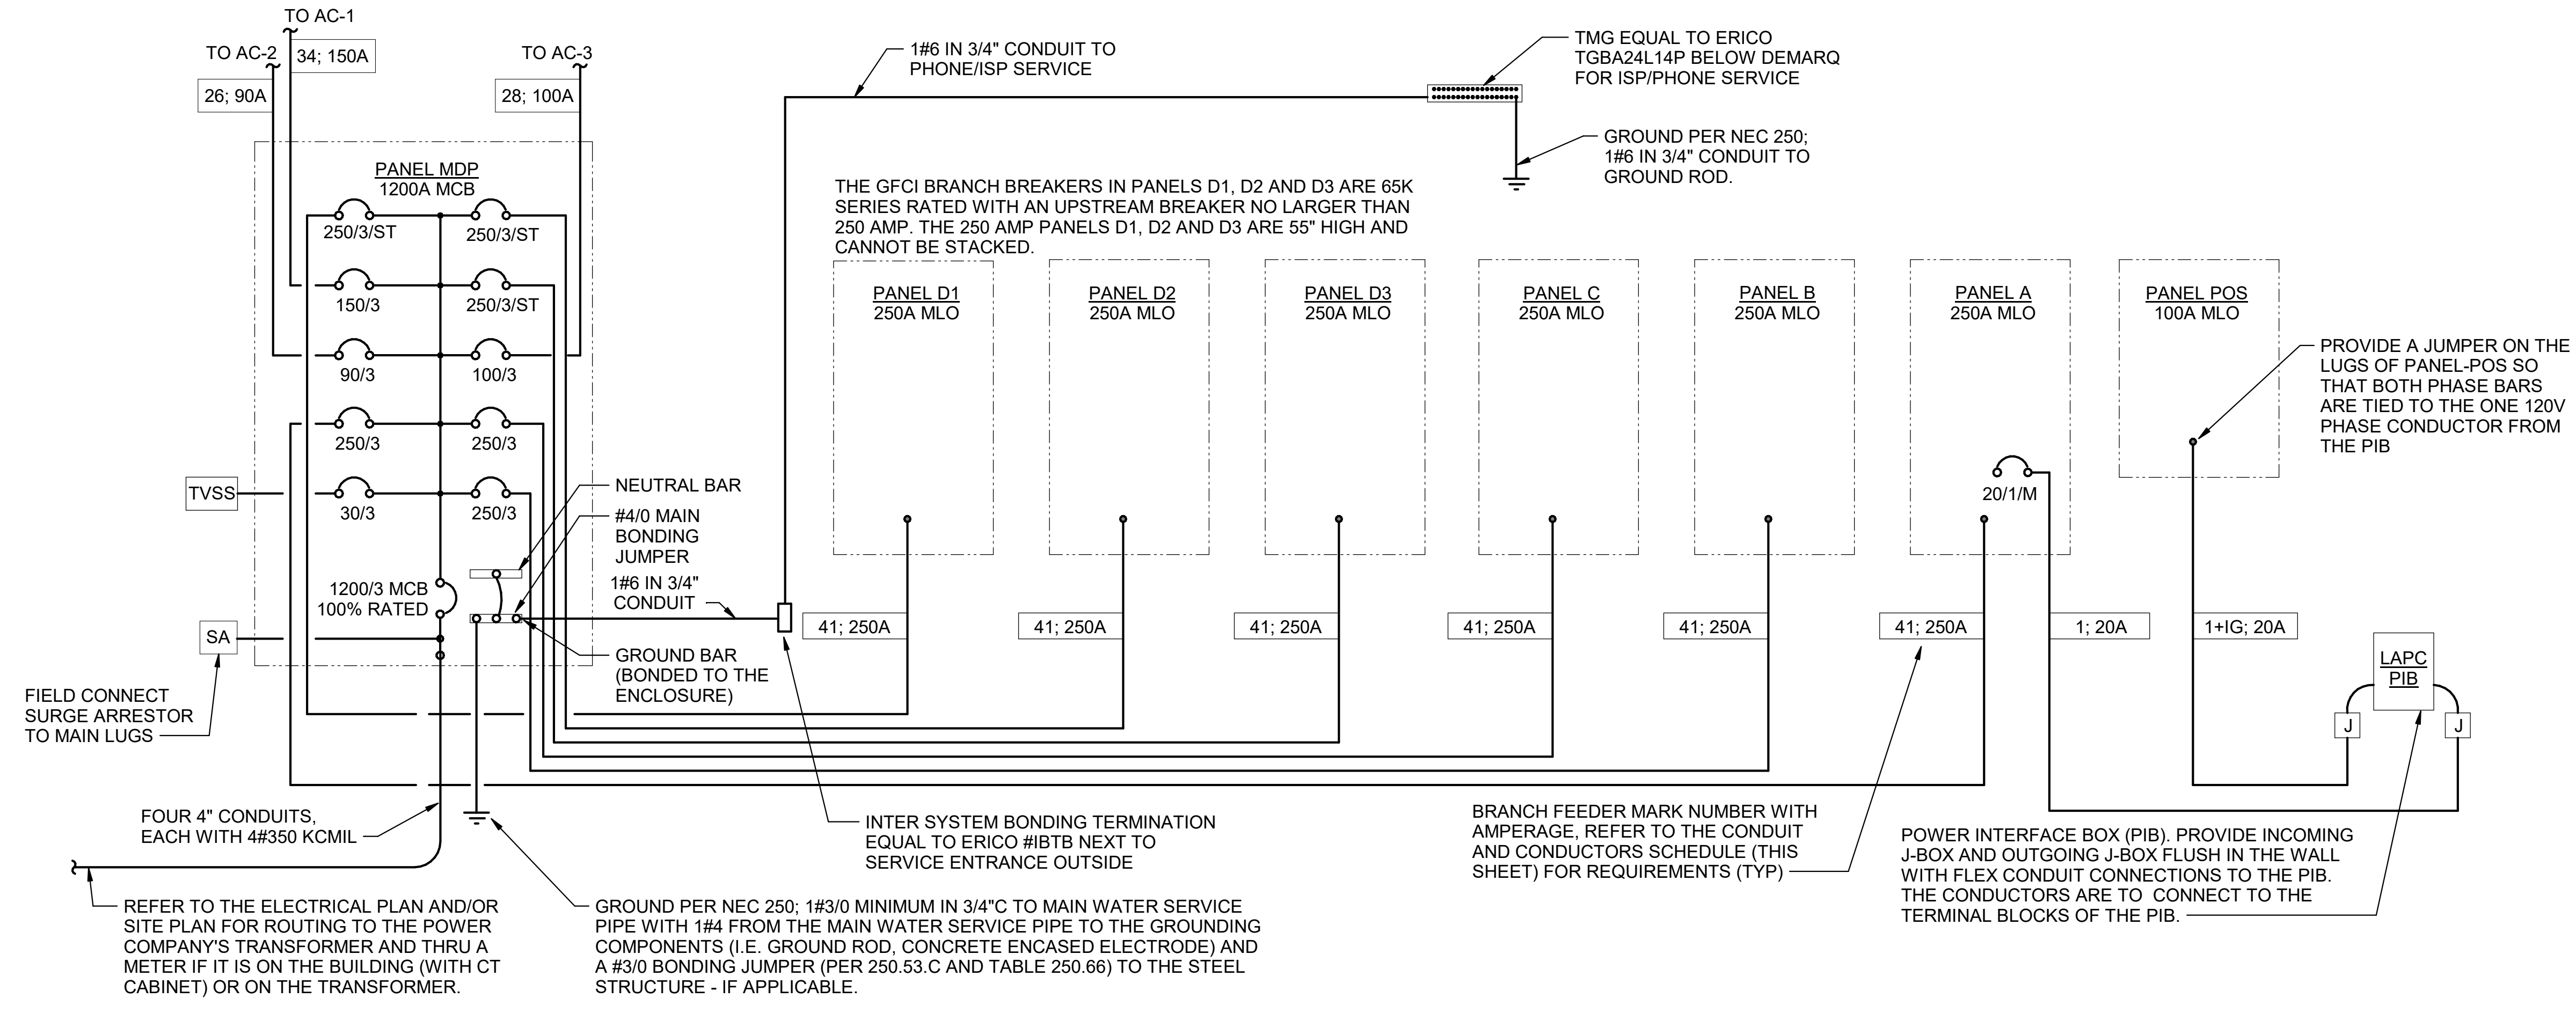 TO AC-1
TO AC-2
34; 150A
TO AC-3
26; 90A
28; 100A
PANEL MDP
1200A MCB
250/3/ST
250/3/ST
150/3
250/3/ST
90/3
100/3
250/3
250/3
TVSS
30/3
250/3
1200/3 MCB
100% RATED
SA
FIELD CONNECT
SURGE ARRESTOR
TO MAIN LUGS
NEUTRAL BAR
#4/0 MAIN
BONDING
JUMPER
1#6 IN 3/4"
CONDUIT
GROUND BAR
(BONDED TO THE
ENCLOSURE)
FOUR 4" CONDUITS,
EACH WITH 4#350 KCMIL
REFER TO THE ELECTRICAL PLAN AND/OR
SITE PLAN FOR ROUTING TO THE POWER
COMPANY'S TRANSFORMER AND THRU A
METER IF IT IS ON THE BUILDING (WITH CT
CABINET) OR ON THE TRANSFORMER.
GROUND PER NEC 250; 1#3/0 MINIMUM IN 3/4"C TO MAIN WATER SERVICE
PIPE WITH 1#4 FROM THE MAIN WATER SERVICE PIPE TO THE GROUNDING
COMPONENTS (I.E. GROUND ROD, CONCRETE ENCASED ELECTRODE) AND
A #3/0 BONDING JUMPER (PER 250.53.C AND TABLE 250.66) TO THE STEEL
STRUCTURE - IF APPLICABLE.
INTER SYSTEM BONDING TERMINATION
EQUAL TO ERICO #IBTB NEXT TO
SERVICE ENTRANCE OUTSIDE
1#6 IN 3/4" CONDUIT TO
PHONE/ISP SERVICE
TMG EQUAL TO ERICO
TGBA24L14P BELOW DEMARQ
FOR ISP/PHONE SERVICE
GROUND PER NEC 250;
1#6 IN 3/4" CONDUIT TO
GROUND ROD.
THE GFCI BRANCH BREAKERS IN PANELS D1, D2 AND D3 ARE 65K
SERIES RATED WITH AN UPSTREAM BREAKER NO LARGER THAN
250 AMP. THE 250 AMP PANELS D1, D2 AND D3 ARE 55" HIGH AND
CANNOT BE STACKED.
PANEL D1
250A MLO
PANEL D2
250A MLO
PANEL D3
250A MLO
PANEL C
250A MLO
PANEL B
250A MLO
PANEL A
250A MLO
PANEL POS
100A MLO
20/1/M
PROVIDE A JUMPER ON THE
LUGS OF PANEL-POS SO
THAT BOTH PHASE BARS
ARE TIED TO THE ONE 120V
PHASE CONDUCTOR FROM
THE PIB
41; 250A
41; 250A
41; 250A
41; 250A
41; 250A
41; 250A
1; 20A
1+IG; 20A
LAPC
PIB
J
J
BRANCH FEEDER MARK NUMBER WITH
AMPERAGE, REFER TO THE CONDUIT
AND CONDUCTORS SCHEDULE (THIS
SHEET) FOR REQUIREMENTS (TYP)
POWER INTERFACE BOX (PIB). PROVIDE INCOMING
J-BOX AND OUTGOING J-BOX FLUSH IN THE WALL
WITH FLEX CONDUIT CONNECTIONS TO THE PIB.
THE CONDUCTORS ARE TO CONNECT TO THE
TERMINAL BLOCKS OF THE PIB.